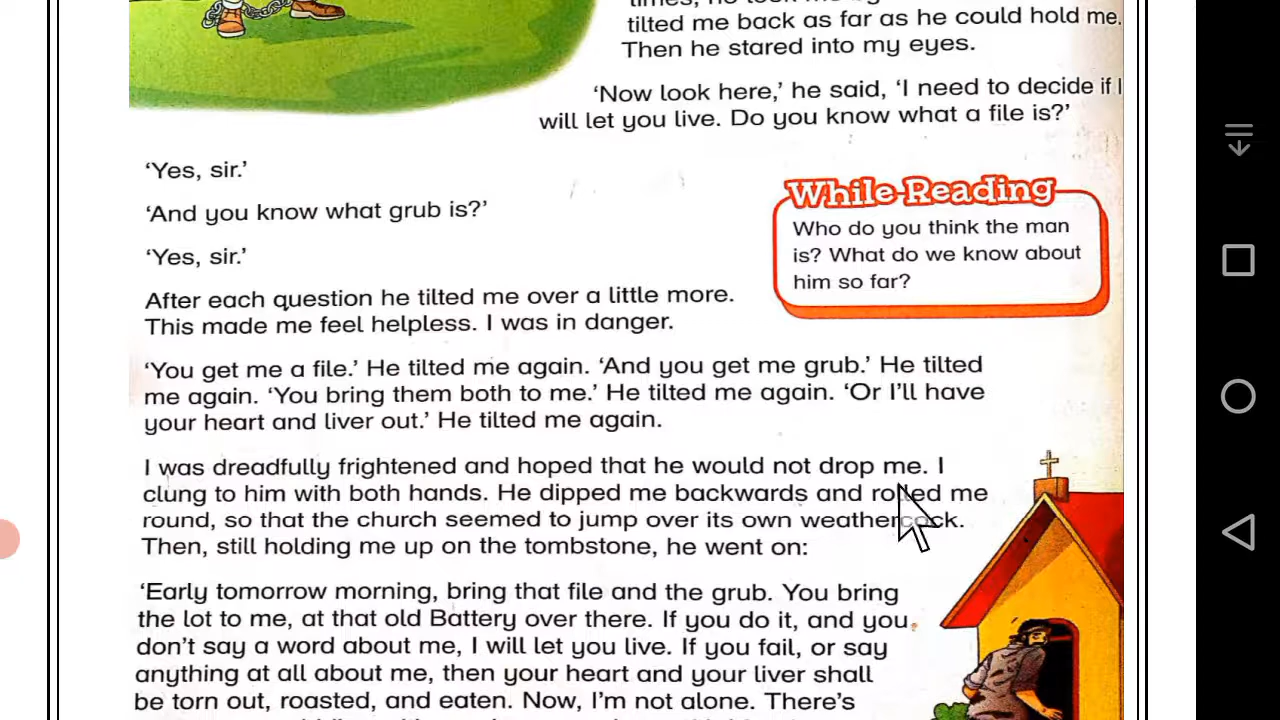 tilted me back as far as he could hold me.
Then he stared into my eyes.
‘Now look here,’ he said, ‘I need to decide if I
will let you live. Do you know what a file is?’
‘Yes, sir.’
‘And you know what grub is?’
‘Yes, sir.’
While Reading
Who do you think the man
is? What do we know about
him so far?
After each question he tilted me over a little more.
This made me feel helpless. I was in danger.
‘You get me a file.’ He tilted me again. ‘And you get me grub.’ He tilted
me again. ‘You bring them both to me.’ He tilted me again. ‘Or I’ll have
your heart and liver out.’ He tilted me again.
I was dreadfully frightened and hoped that he would not drop me. I
clung to him with both hands. He dipped me backwards and rolled me
round, so that the church seemed to jump over its own weathercock.
Then, still holding me up on the tombstone, he went on:
‘Early tomorrow morning, bring that file and the grub. You bring
the lot to me, at that old Battery over there. If you do it, and you
don’t say a word about me, I will let you live. If you fail, or say
anything at all about me, then your heart and your liver shall
be torn out, roasted, and eaten. Now, I’m not alone. There’s